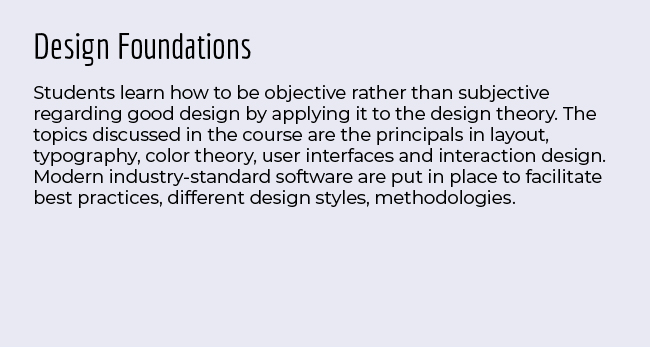 Design Foundations
Students learn how to be objective rather than subjective
regarding good design by applying it to the design theory. The
topics discussed in the course are the principals in layout,
typography, color theory, user interfaces and interaction design.
Modern industry-standard software are put in place to facilitate
best practices, different design styles, methodologies.